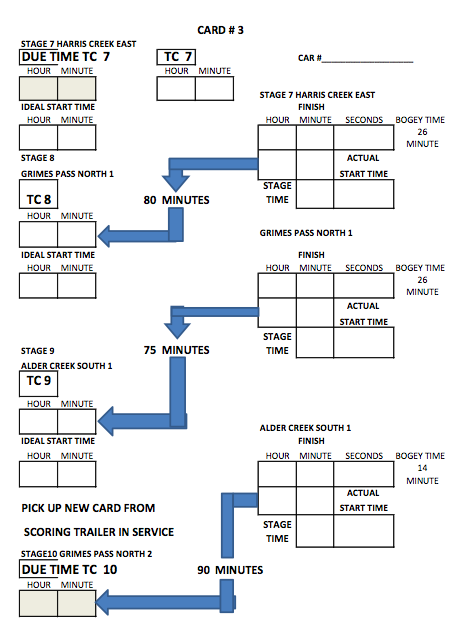 CARD # 3
STAGE 7 HARRIS CREEK EAST
DUE TIME TC 7
HOUR MINUTE
TC 7
HOUR MINUTE
CAR #___________________
IDEAL START TIME
HOUR MINUTE
STAGE 7 HARRIS CREEK EAST
FINISH
HOUR MINUTE SECONDS
BOGEY TIME
26
MINUTE
ACTUAL
START TIME
STAGE
TIME
STAGE 8
GRIMES PASS NORTH 1
TC 8
80 MINUTES
HOUR MINUTE
IDEAL START TIME
HOUR MINUTE
GRIMES PASS NORTH 1
FINISH
HOUR MINUTE SECONDS
BOGEY TIME
26
MINUTE
ACTUAL
START TIME
STAGE
TIME
STAGE 9
75 MINUTES
ALDER CREEK SOUTH 1
TC 9
HOUR MINUTE
IDEAL START TIME
HOUR MINUTE
ALDER CREEK SOUTH 1
FINISH
HOUR MINUTE SECONDS
BOGEY TIME
14
MINUTE
ACTUAL
START TIME
STAGE
TIME
PICK UP NEW CARD FROM
SCORING TRAILER IN SERVICE
STAGE10 GRIMES PASS NORTH 2
DUE TIME TC 10
90 MINUTES
HOUR MINUTE